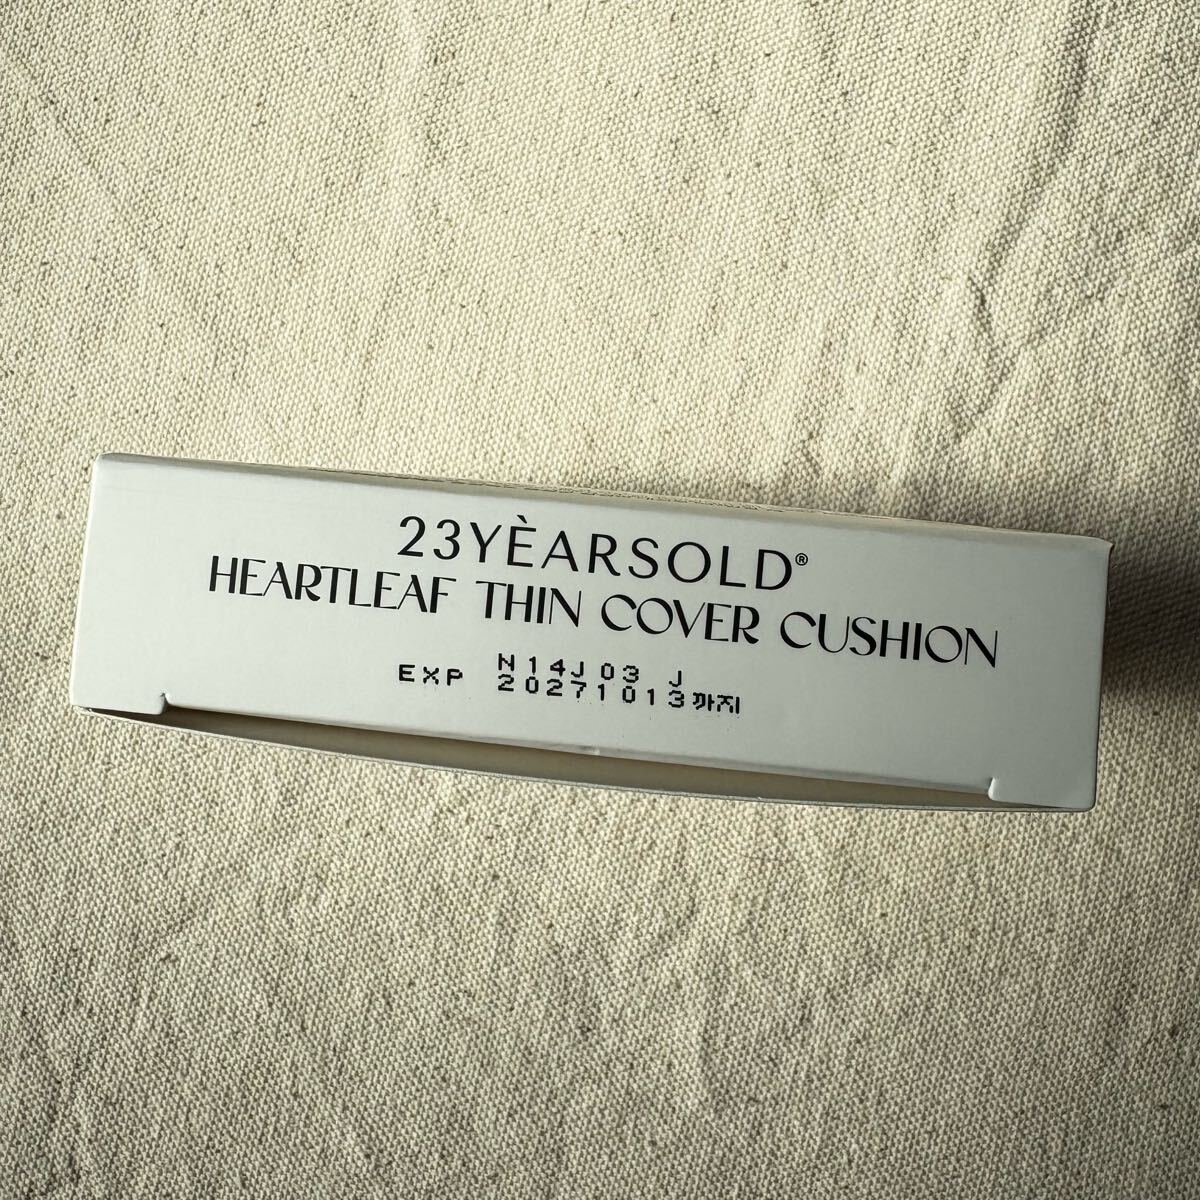 23YÈARSOLD®
HEARTLEAF THIN COVER CUSHION
N14J03 J
EXP 20271013까지